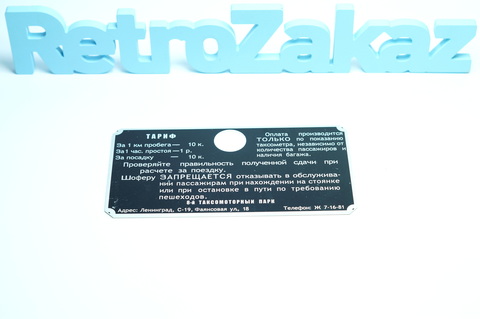 RetroZakaz
ТАРИФ
За 1 км пробега — 10 к.
За 1 час. простоя — 1 р.
За посадку — 10 к.
Оплата производится
ТОЛЬКО по показанию
таксометра, независимо от
количества пассажиров и
наличия багажа.
Проверяйте правильность полученной сдачи при
расчете за поездку.
Шоферу ЗАПРЕЩАЕТСЯ отказывать в обслужива-
нии пассажирам при нахождении на стоянке
или при остановке в пути по требованию
пешеходов.
ТАКСОМОТОРНЫЙ ПАРК
Адрес: Ленинград, С-19, Фаянсовая ул, 18 Телефон: Ж 7-16-81